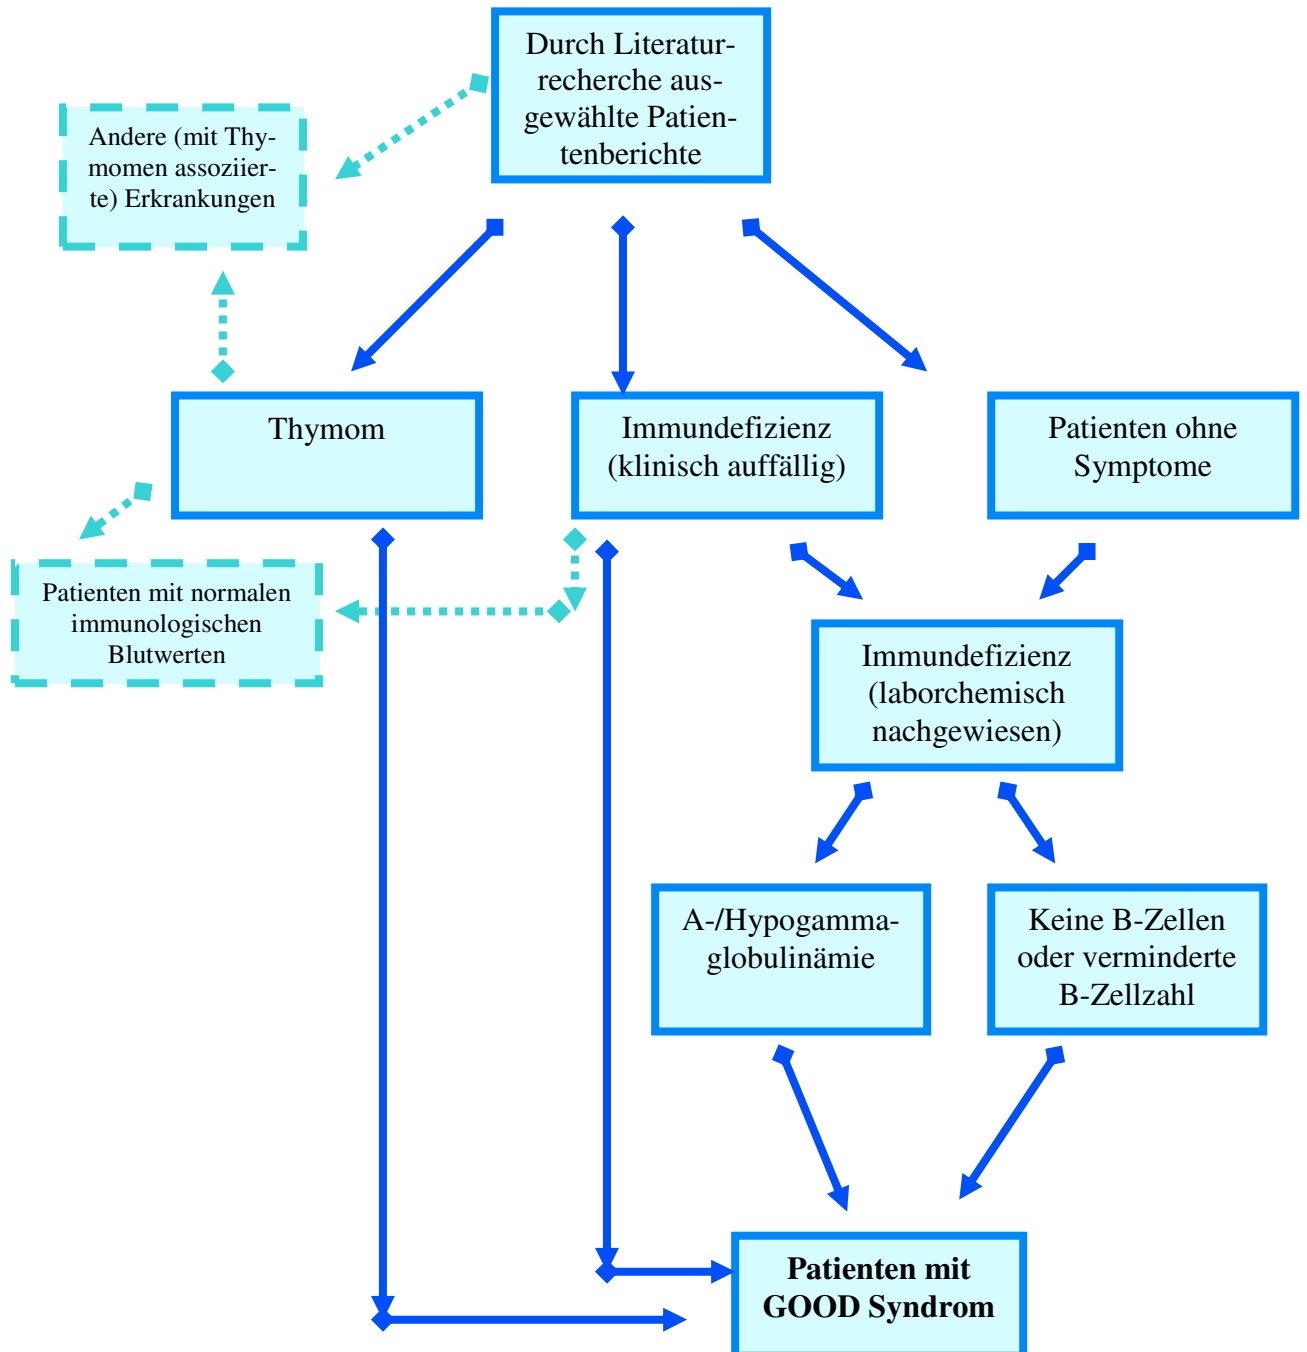 Durch Literatur-
recherche aus-
gewählte Patien-
tenberichte
Andere (mit Thy-
momen assoziier-
te) Erkrankungen
Thymom
Immundefizienz
(klinisch auffällig)
Patienten ohne
Symptome
Patienten mit normalen
immunologischen
Blutwerten
Immundefizienz
(laborchemisch
nachgewiesen)
A-/Hypogamma-
globulinämie
Keine B-Zellen
oder verminderte
B-Zellzahl
Patienten mit
GOOD Syndrom